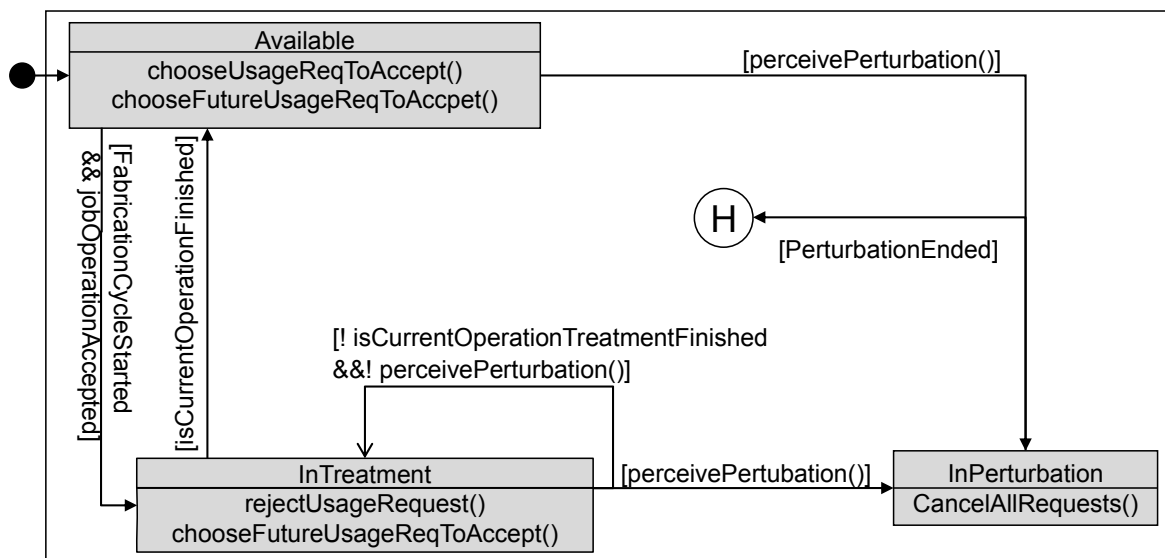 Available
chooseUsageReqToAccept()
chooseFutureUsageReqToAccpet()
[perceivePerturbation()]
[FabricationCycleStarted
&& jobOperationAccepted]
[isCurrentOperationFinished]
H
[PerturbationEnded]
[! isCurrentOperationTreatmentFinished
&&! perceivePerturbation()]
InTreatment
rejectUsageRequest()
chooseFutureUsageReqToAccept()
[perceivePertubation()]
InPerturbation
CancelAllRequests()